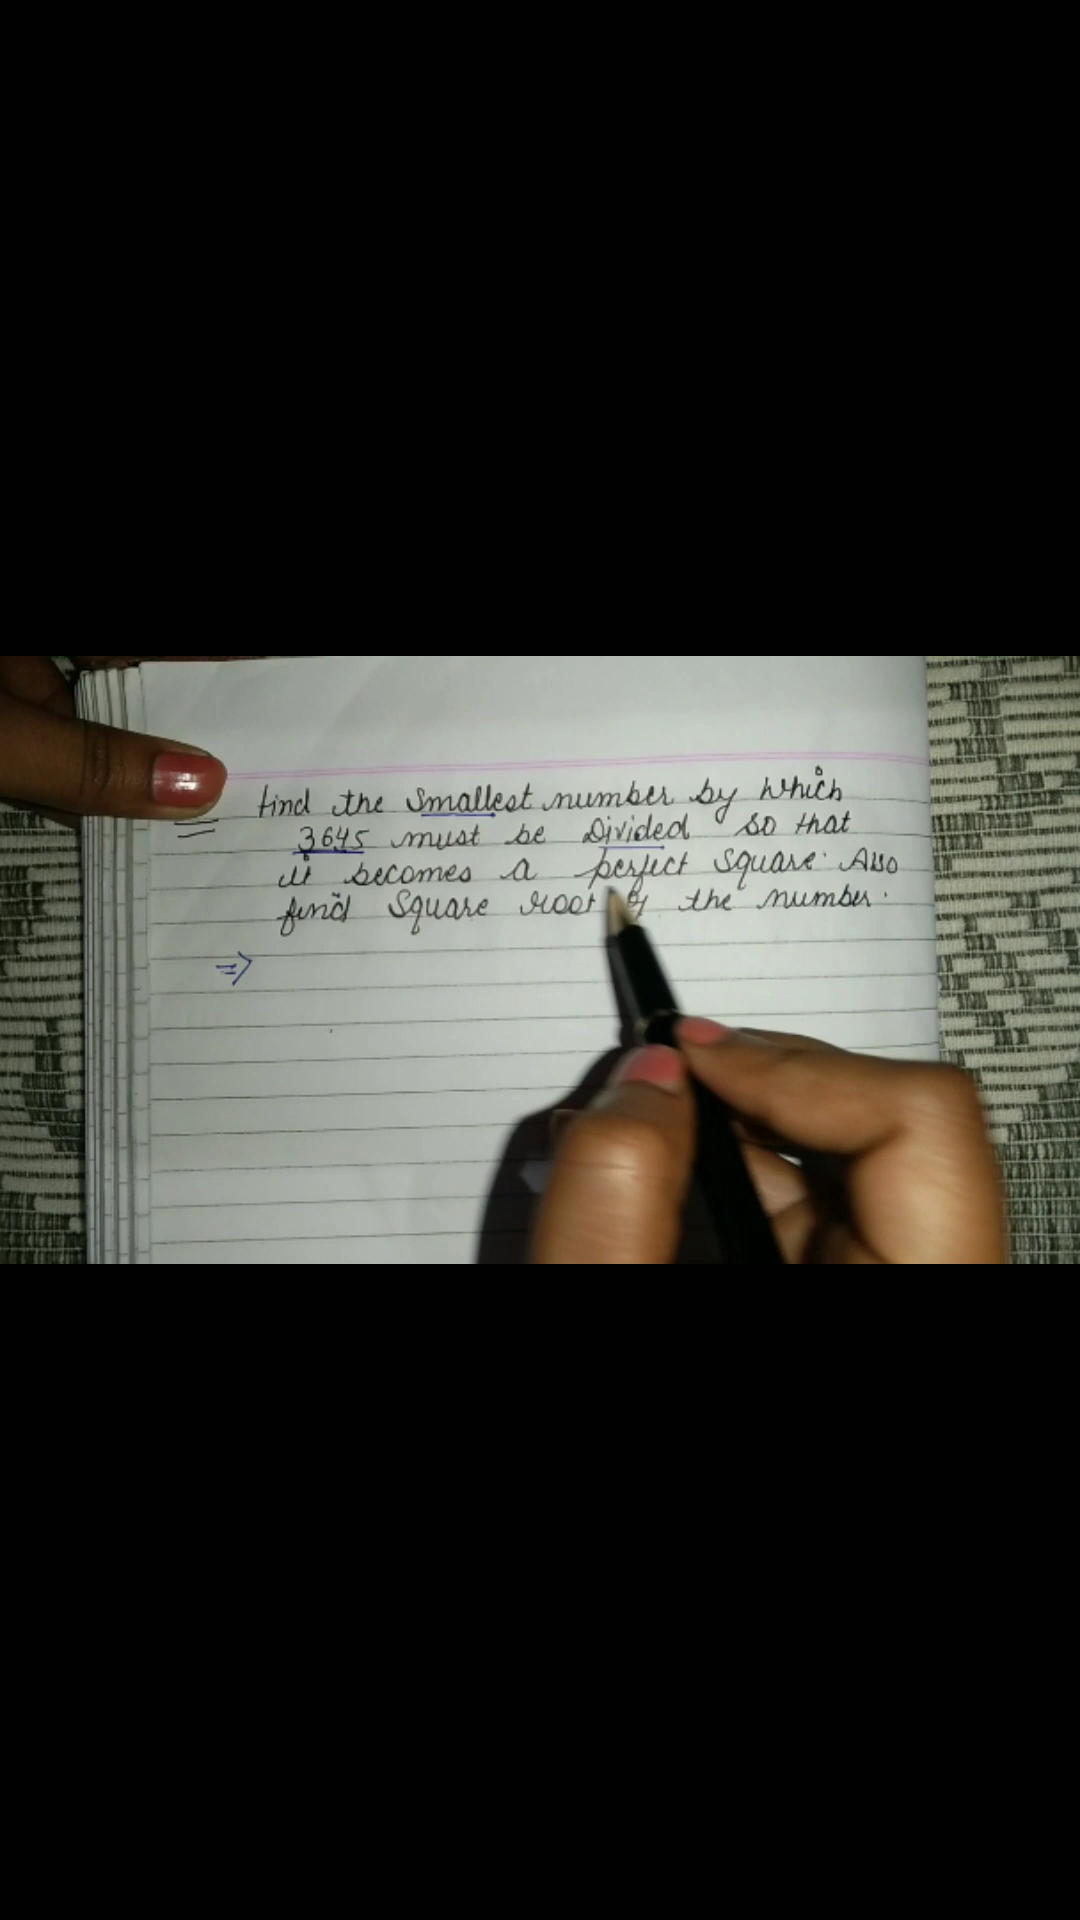 Find the Smallest number by which
3645 must be Divided so that
it becomes a perfect square. Also
find Square root of the number.
⇒